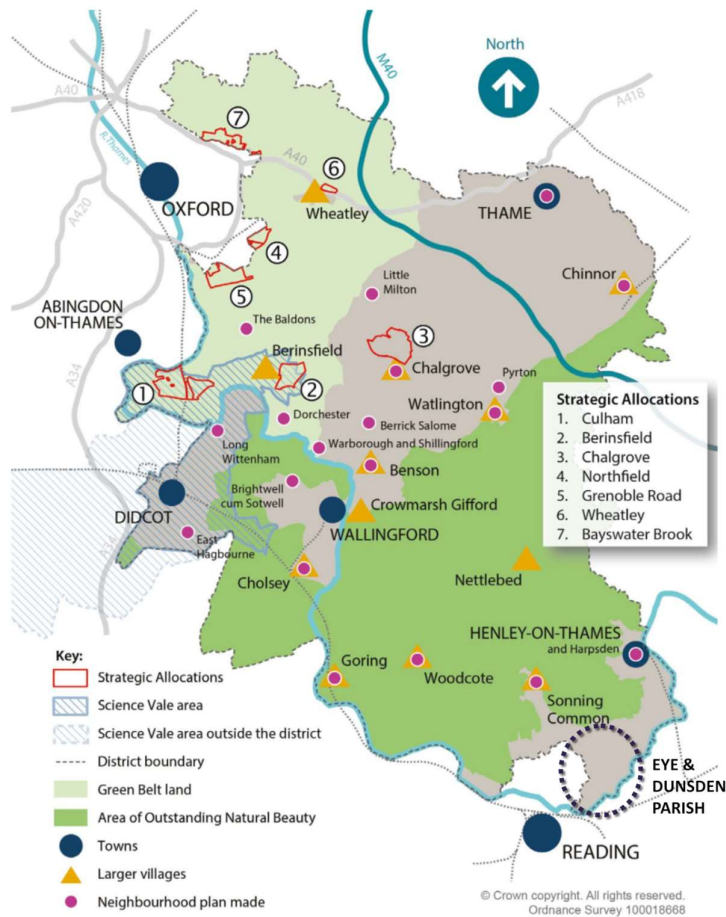 North
M40
A40
A418
R.Thames
A40
A420
A34
7
6
4
5
3
1
2
OXFORD
Wheatley
THAME
Chinnor
Little
Milton
ABINGDON
ON-THAMES
The Baldons
Berinsfield
Chalgrove
Pyrton
Watlington
Dorchester
Berrick Salome
Long
Wittenham
Warborough and Shillingford
Benson
Brightwell
cum Sotwell
Crowmarsh Gifford
DIDCOT
WALLINGFORD
East
Hagbourne
Cholsey
Nettlebed
HENLEY-ON-THAMES
and Harpsden
Goring
Woodcote
Sonning
Common
EYE &
DUNSDEN
PARISH
READING
Strategic Allocations
1. Culham
2. Berinsfield
3. Chalgrove
4. Northfield
5. Grenoble Road
6. Wheatley
7. Bayswater Brook
Key:
Strategic Allocations
Science Vale area
Science Vale area outside the district
District boundary
Green Belt land
Area of Outstanding Natural Beauty
Towns
Larger villages
Neighbourhood plan made
© Crown copyright. All rights reserved.
Ordnance Survey 100018668